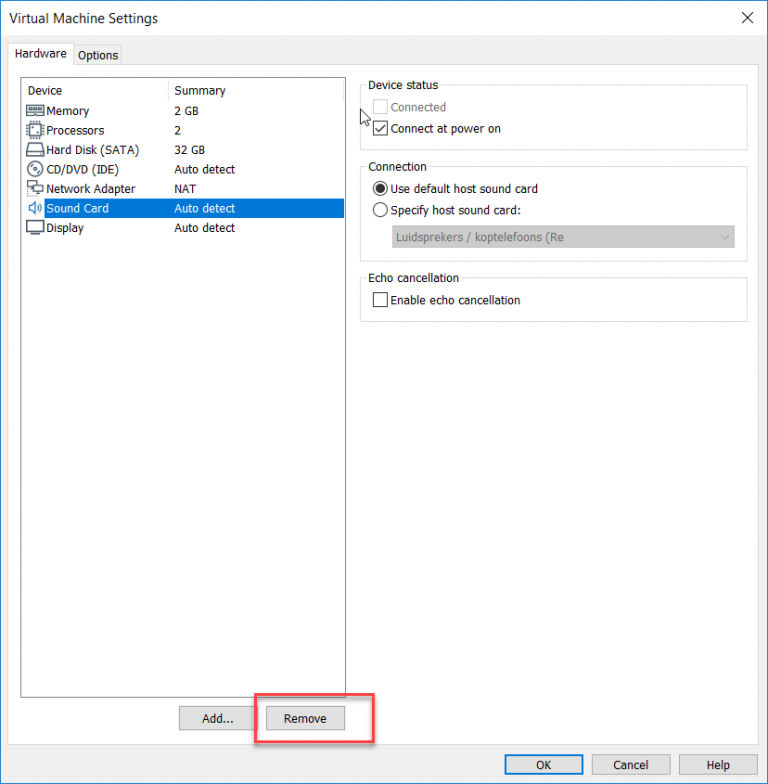 Virtual Machine Settings
Hardware Options
Device Summary
Memory 2 GB
Processors 2
Hard Disk (SATA) 32 GB
CD/DVD (IDE) Auto detect
Network Adapter NAT
Sound Card Auto detect
Display Auto detect
Add... Remove
Device status
Connected
Connect at power on
Connection
Use default host sound card
Specify host sound card:
Luidsprekers / koptelefoons (Re
Echo cancellation
Enable echo cancellation
OK Cancel Help